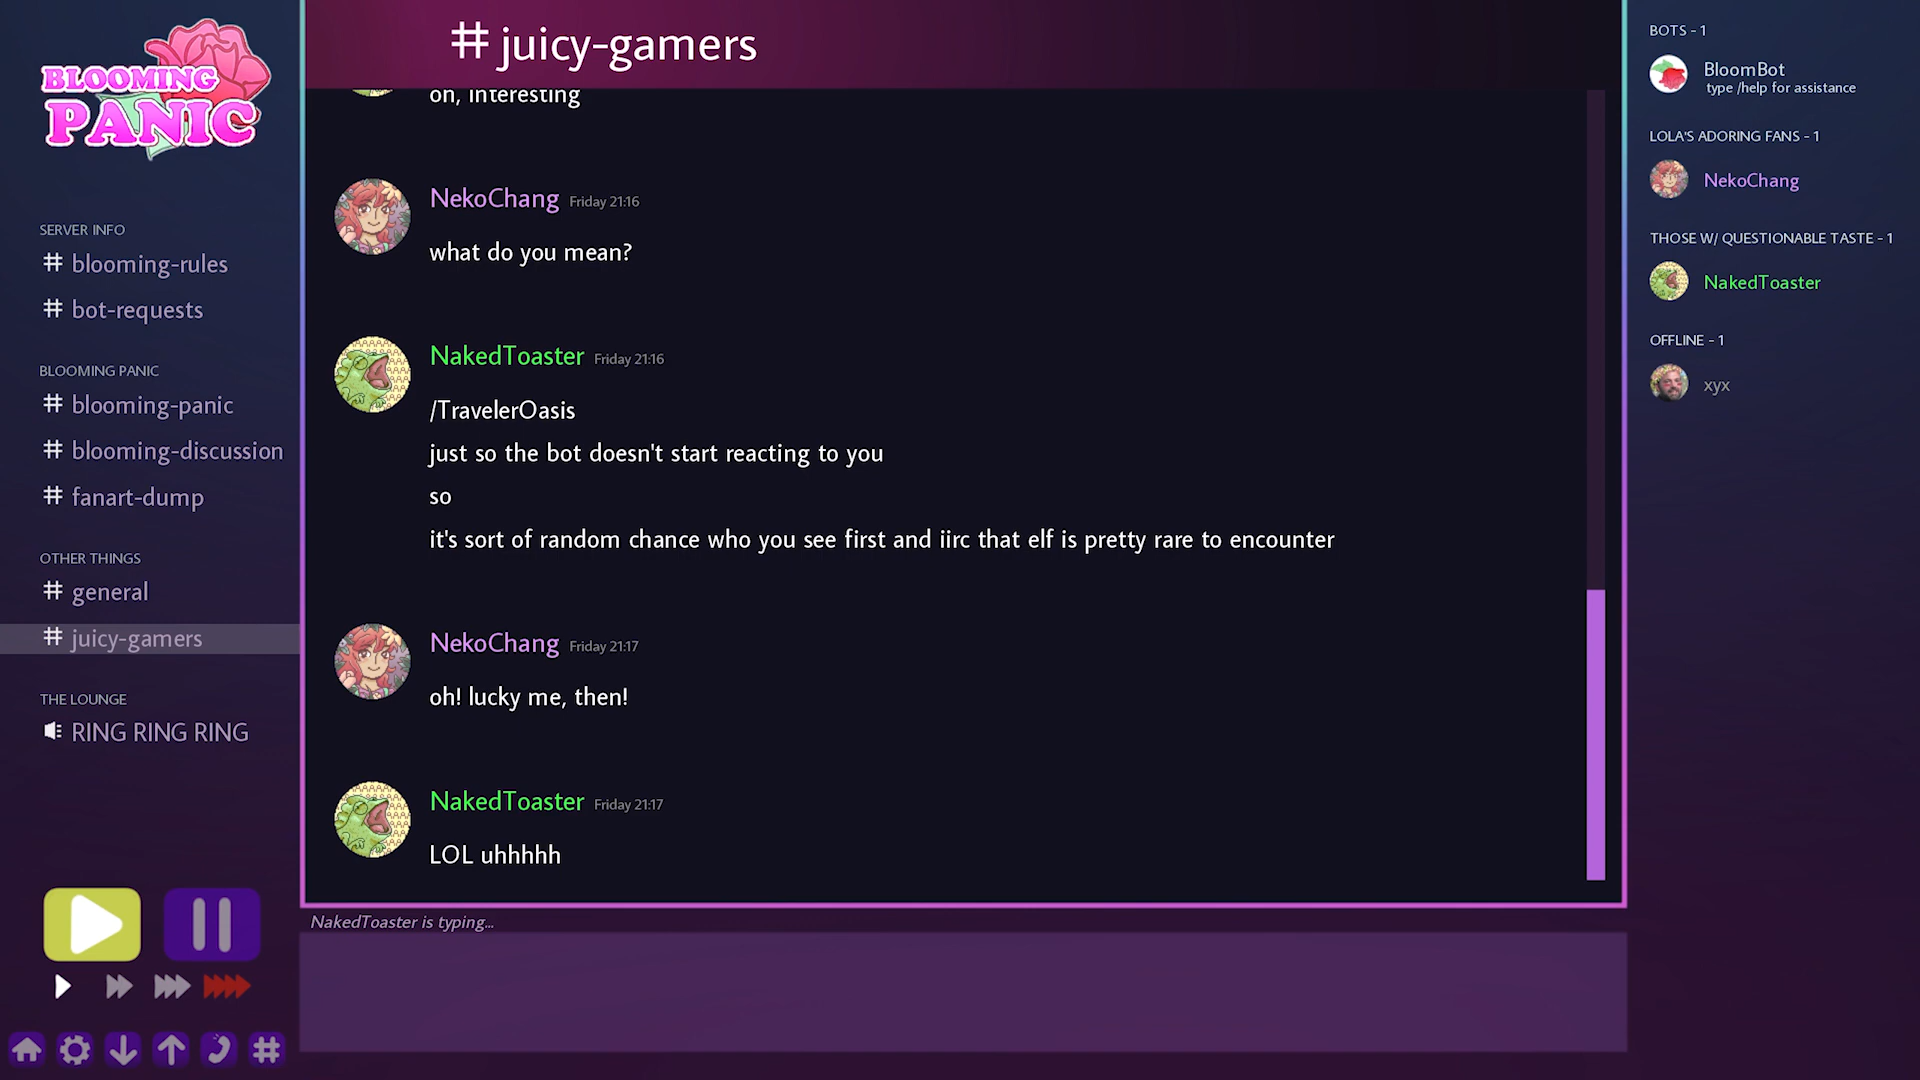 BLOOMING
PANIC
SERVER INFO
# blooming-rules
# bot-requests
BLOOMING PANIC
# blooming-panic
# blooming-discussion
# fanart-dump
OTHER THINGS
# general
# juicy-gamers
THE LOUNGE
RING RING RING
# juicy-gamers
oh, interesting
NekoChang Friday 21:16
what do you mean?
NakedToaster Friday 21:16
/TravelerOasis
just so the bot doesn't start reacting to you
so
it's sort of random chance who you see first and iirc that elf is pretty rare to encounter
NekoChang Friday 21:17
oh! lucky me, then!
NakedToaster Friday 21:17
LOL uhhhhh
NakedToaster is typing...
BOTS - 1
BloomBot
type /help for assistance
LOLA'S ADORING FANS - 1
NekoChang
THOSE W/ QUESTIONABLE TASTE - 1
NakedToaster
OFFLINE - 1
xyx